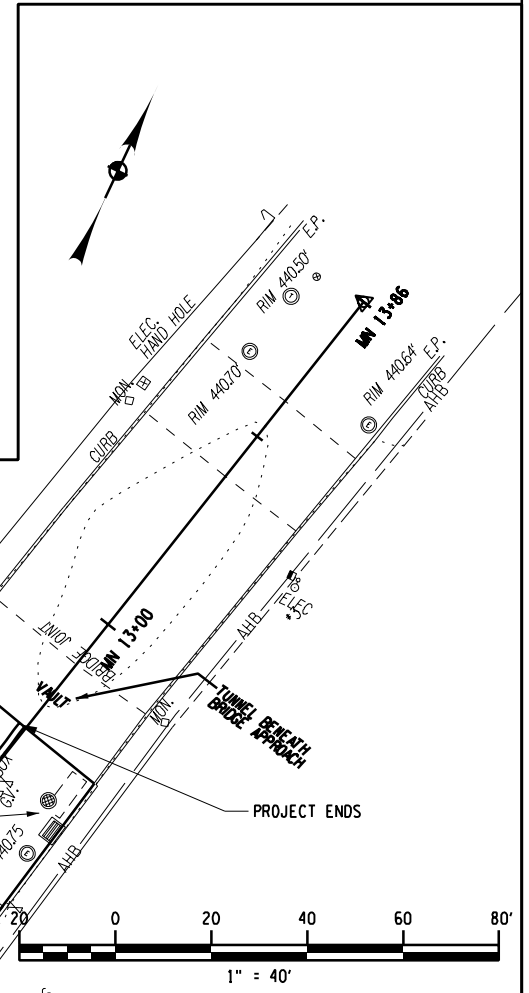 E.P.
RIM 440.50'
MN 13+86
ELEC.
HAND HOLE
RIM 440.64'
E.P.
CURB
AHB
MON.
RIM 440.70'
CURB
ELEC
AHB
MN 13+00
BRIDGE JOINT
VAULT
MON.
TUNNEL BENEATH
BRIDGE APPROACH
PROJECT ENDS
G.V.
AHB
20 0 20 40 60 80'
1" = 40'